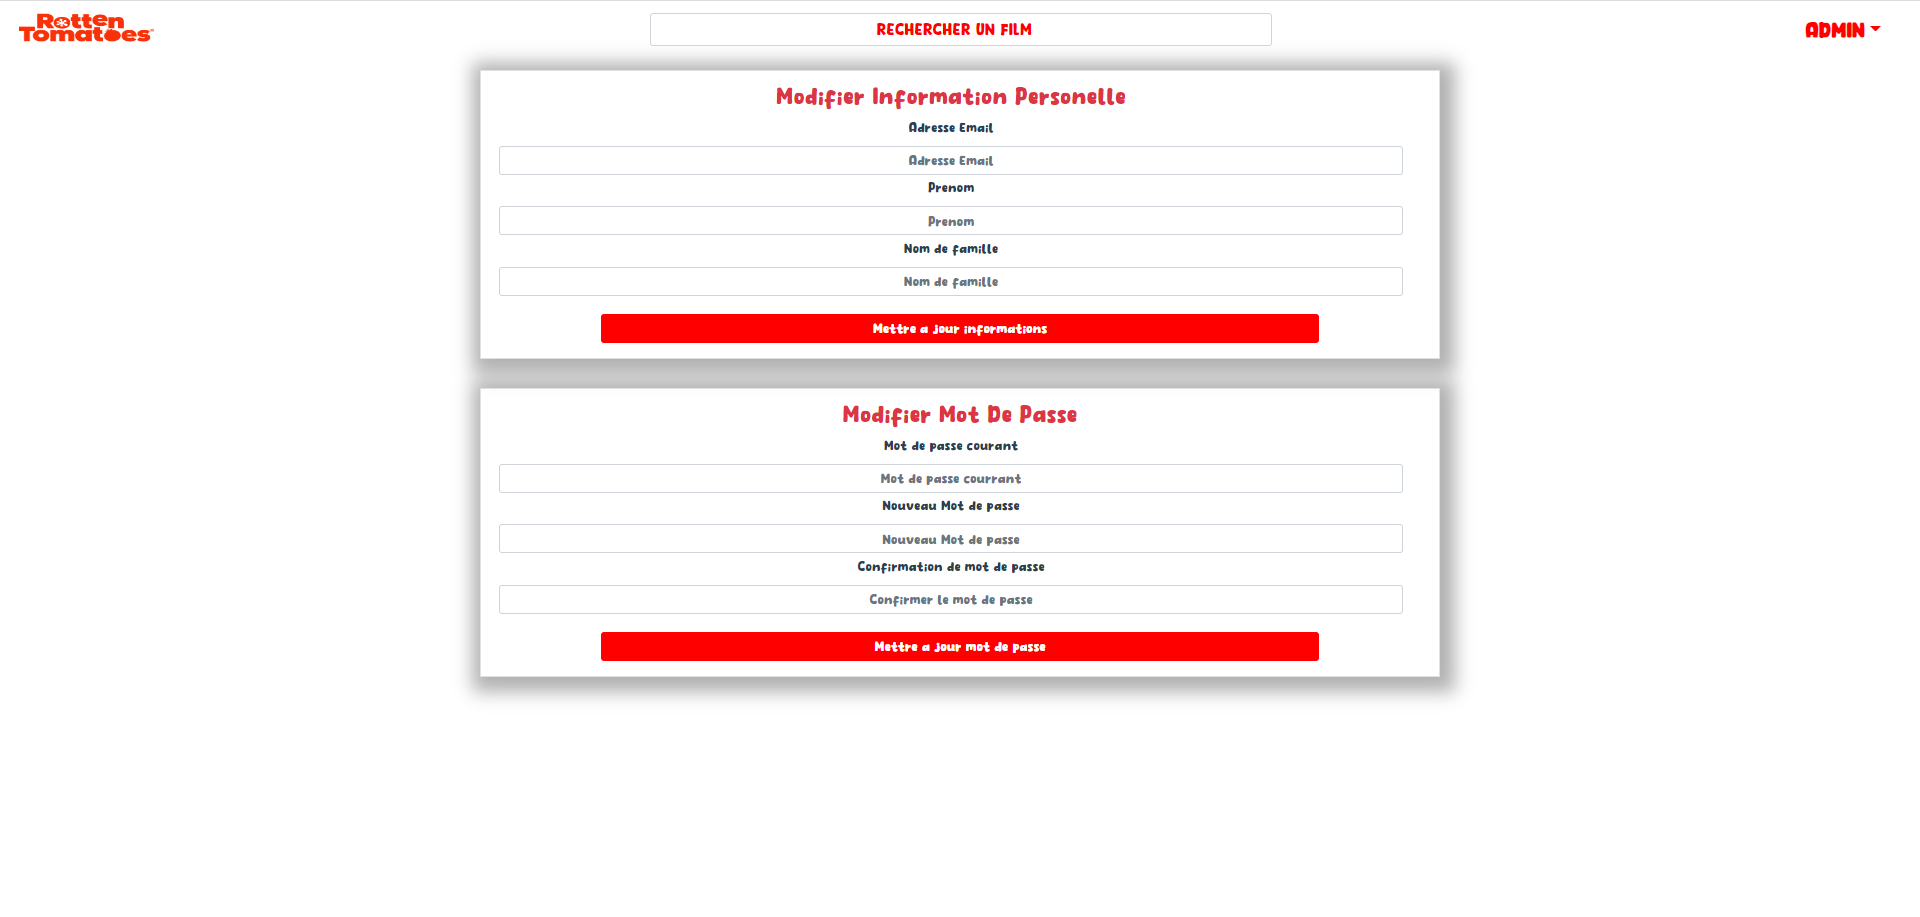 Rotten
Tomatoes
RECHERCHER UN FILM
ADMIN
Modifier Information Personelle
Adresse Email
Adresse Email
Prenom
Prenom
Nom de famille
Nom de famille
Mettre a jour informations
Modifier Mot De Passe
Mot de passe courant
Mot de passe courrant
Nouveau Mot de passe
Nouveau Mot de passe
Confirmation de mot de passe
Confirmer le mot de passe
Mettre a jour mot de passe